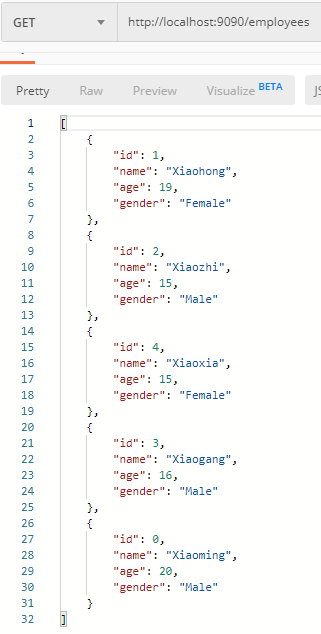 GET http://localhost:9090/employees
Pretty Raw Preview Visualize BETA JS
1 [
2 {
3 "id": 1,
4 "name": "Xiaohong",
5 "age": 19,
6 "gender": "Female"
7 },
8 {
9 "id": 2,
10 "name": "Xiaozhi",
11 "age": 15,
12 "gender": "Male"
13 },
14 {
15 "id": 4,
16 "name": "Xiaoxia",
17 "age": 15,
18 "gender": "Female"
19 },
20 {
21 "id": 3,
22 "name": "Xiaogang",
23 "age": 16,
24 "gender": "Male"
25 },
26 {
27 "id": 0,
28 "name": "Xiaoming",
29 "age": 20,
30 "gender": "Male"
31 }
32 ]